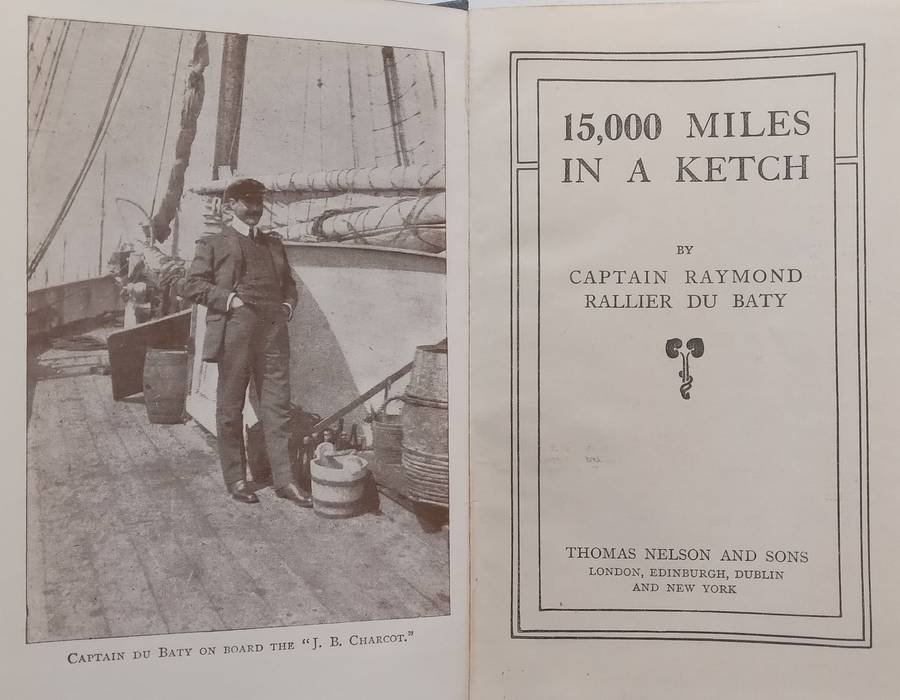 CAPTAIN DU BATY ON BOARD THE "J. B. CHARCOT."
15,000 MILES
IN A KETCH
BY
CAPTAIN RAYMOND
RALLIER DU BATY
THOMAS NELSON AND SONS
LONDON, EDINBURGH, DUBLIN
AND NEW YORK